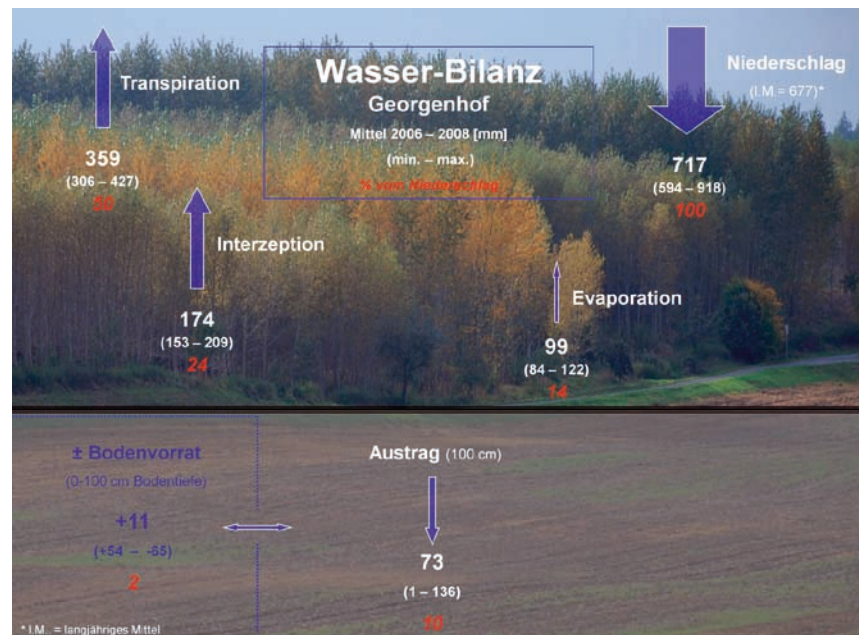 Wasser-Bilanz
Georgenhof
Mittel 2006 – 2008 [mm]
(min. – max.)
% vom Niederschlag
Transpiration
359
(306 – 427)
50
Niederschlag
(l.M.= 677)*
717
(594 – 918)
100
Interzeption
174
(153 – 209)
24
Evaporation
99
(84 – 122)
14
± Bodenvorrat
(0-100 cm Bodentiefe)
+11
(+54 – -65)
2
Austrag (100 cm)
73
(1 – 136)
10
* l.M.. = langjähriges Mittel